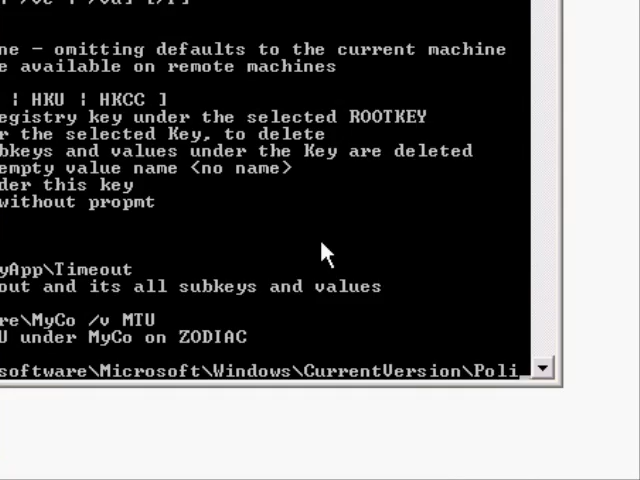 ne - omitting defaults to the current machine
e available on remote machines
¦ HKU ¦ HKCC ]
egistry key under the selected ROOTKEY
r the selected Key, to delete
bkeys and values under the Key are deleted
empty value name <no name>
der this key
without propmt
yApp\Timeout
out and its all subkeys and values
re\MyCo /v MTU
U under MyCo on ZODIAC
software\Microsoft\Windows\CurrentVersion\Poli_